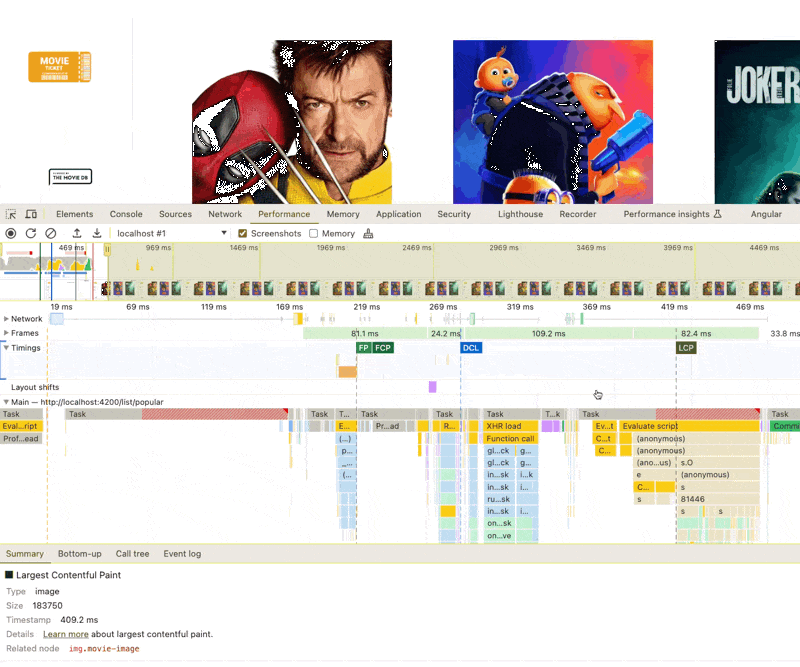 MOVIE
TICKET
THE MOVIE DB
JOKER
Elements Console Sources Network Performance Memory Application Security Lighthouse Recorder Performance insights Angular
localhost #1 Screenshots Memory
469 ms 969 ms 1469 ms 1969 ms 2469 ms 2969 ms 3469 ms 3969 ms 4469 ms
19 ms 69 ms 119 ms 169 ms 219 ms 269 ms 319 ms 369 ms 419 ms 469 ms
Network
Frames 81.1 ms 24.2 ms 109.2 ms 82.4 ms 33.8 ms
Timings FP FCP DCL LCP
Layout shifts
Main — http://localhost:4200/list/popular
Task Task Task T... Task Task T...k Task Task
Eval...ript E... Pr...ad R... XHR load Ev...t Evaluate script Commi
Prof...ead (...) Function call C...t (anonymous)
p... gl...ck g... C... (anonymous)
_... gl...ck g... (ano...us) s.O
(... in...sk i...k e (anonymous)
in...sk i... C... s
ru...sk s 81446
in...sk i... s s
on...sk
on...ve
Summary Bottom-up Call tree Event log
Largest Contentful Paint
Type image
Size 183750
Timestamp 409.2 ms
Details Learn more about largest contentful paint.
Related node img.movie-image